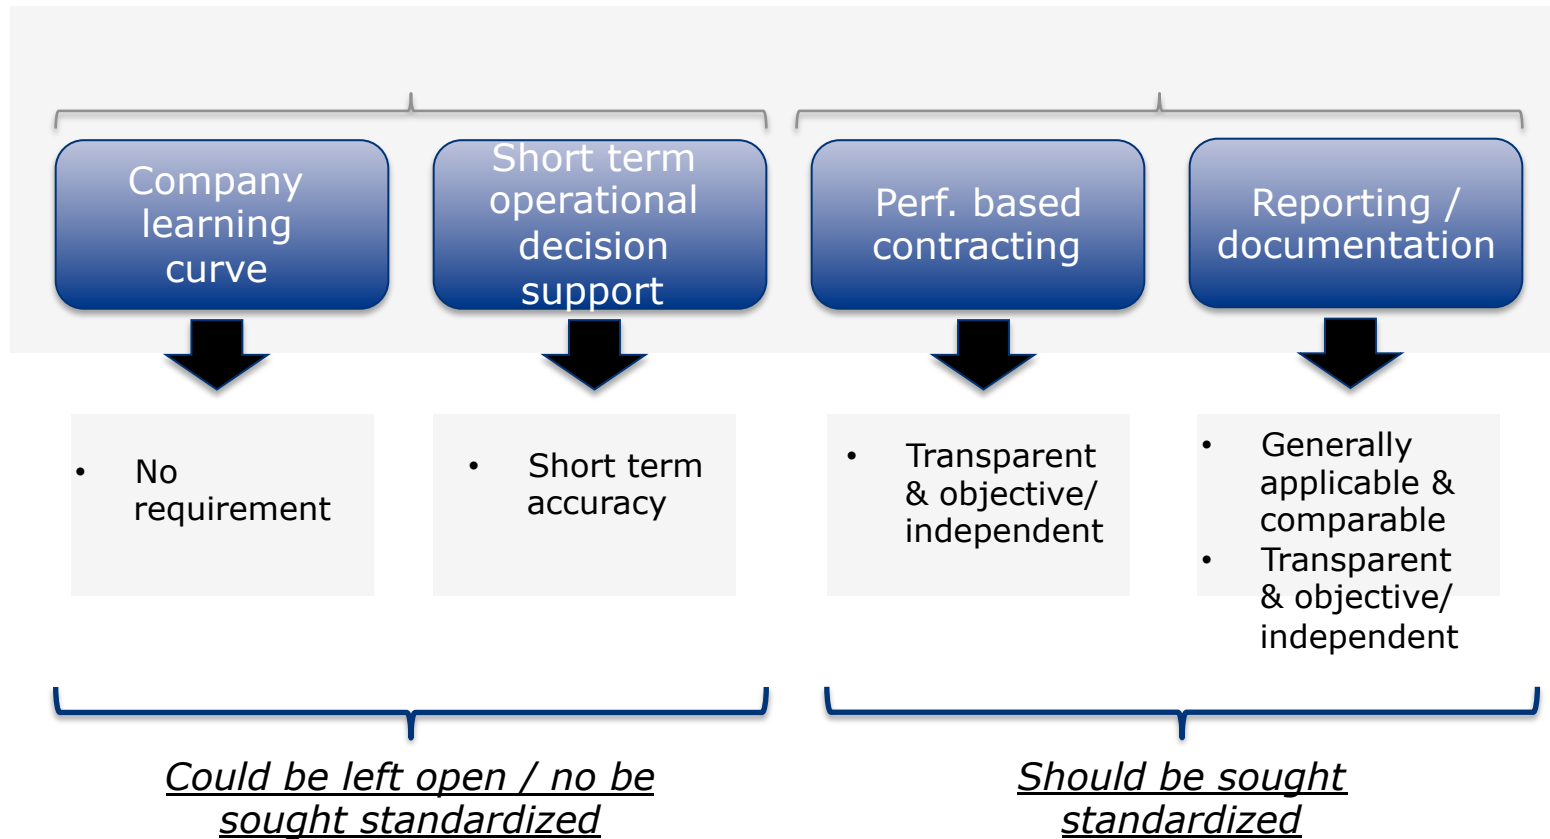 Company
learning
curve
Short term
operational
decision
support
Perf. based
contracting
Reporting /
documentation
• No
requirement
• Short term
accuracy
• Transparent
& objective/
independent
• Generally
applicable &
comparable
• Transparent
& objective/
independent
Could be left open / no be
sought standardized
Should be sought
standardized